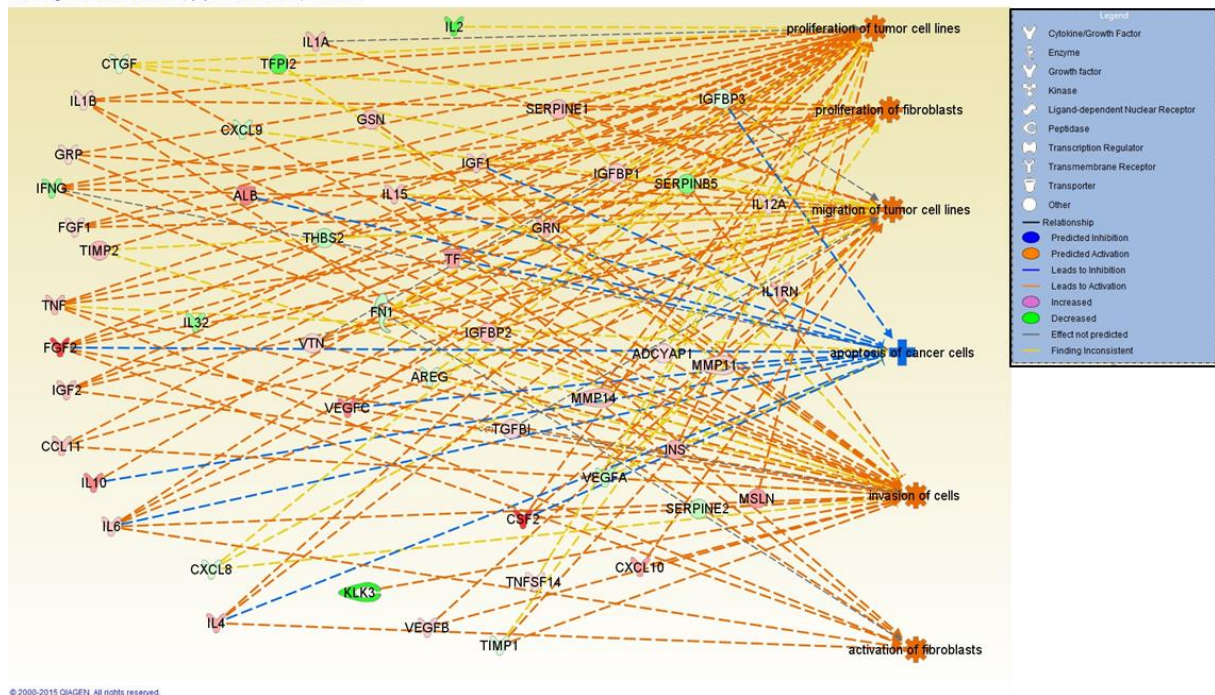 IL2
proliferation of tumor cell lines
IL1A
CTGF
TFPI2
IL1B
SERPINE1
IGFBP3
proliferation of fibroblasts
GSN
CXCL9
GRP
IGF1
IGFBP1
SERPINB5
IFNG
ALB
IL15
IL12A
migration of tumor cell lines
FGF1
GRN
THBS2
TIMP2
TF
IL1RN
TNF
FN1
IL32
IGFBP2
VTN
FGF2
ADCYAP1
apoptosis of cancer cells
MMP11
AREG
IGF2
MMP14
VEGFC
TGFBI
CCL11
INS
IL10
VEGFA
invasion of cells
MSLN
SERPINE2
CSF2
IL6
CXCL8
CXCL10
TNFSF14
KLK3
IL4
VEGFB
TIMP1
activation of fibroblasts
Legend
Cytokine/Growth Factor
Enzyme
Growth factor
Kinase
Ligand-dependent Nuclear Receptor
Peptidase
Transcription Regulator
Transmembrane Receptor
Transporter
Other
Relationship
Predicted Inhibition
Predicted Activation
Leads to Inhibition
Leads to Activation
Increased
Decreased
Effect not predicted
Finding Inconsistent
© 2000-2015 QIAGEN. All rights reserved.